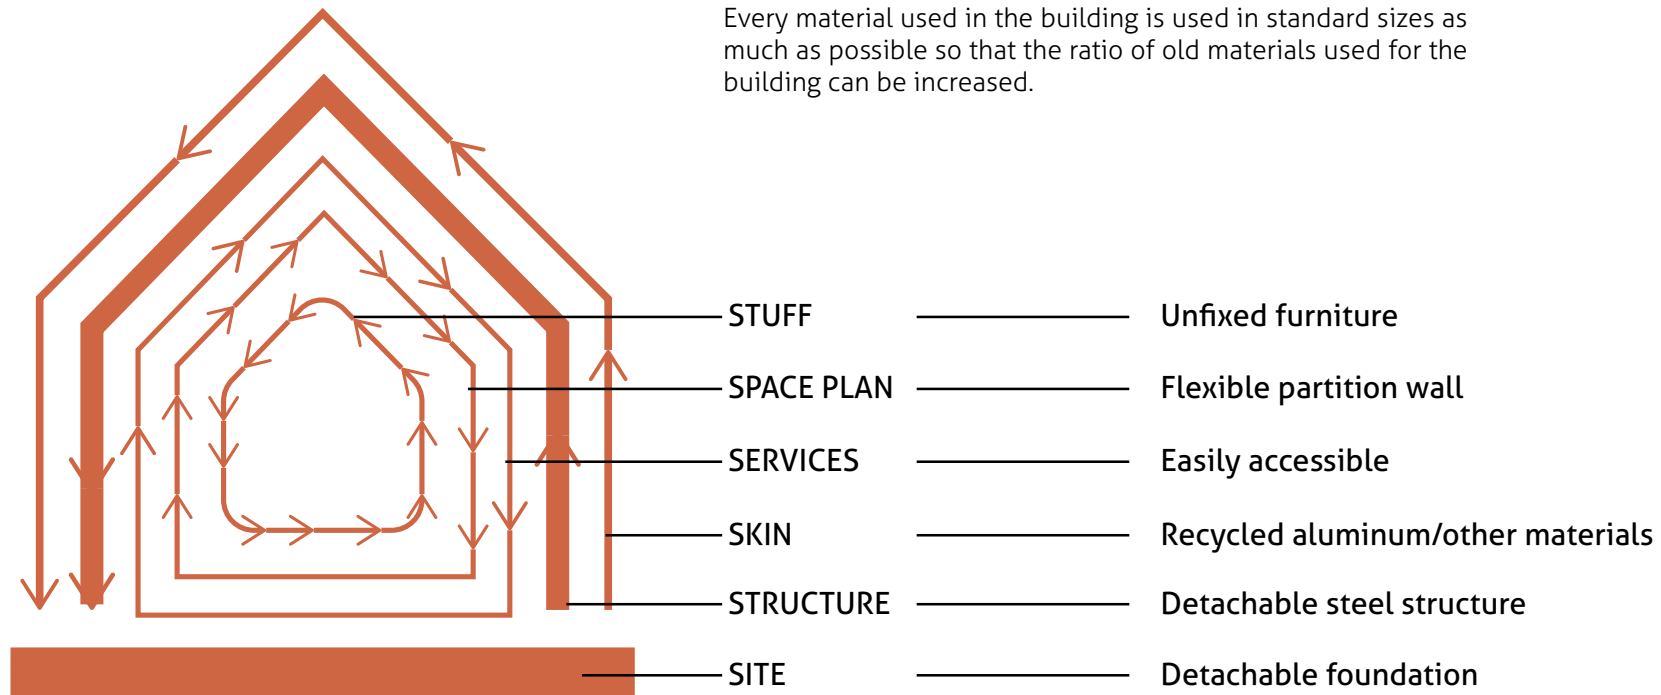 Every material used in the building is used in standard sizes as
much as possible so that the ratio of old materials used for the
building can be increased.
STUFF Unfixed furniture
SPACE PLAN Flexible partition wall
SERVICES Easily accessible
SKIN Recycled aluminum/other materials
STRUCTURE Detachable steel structure
SITE Detachable foundation